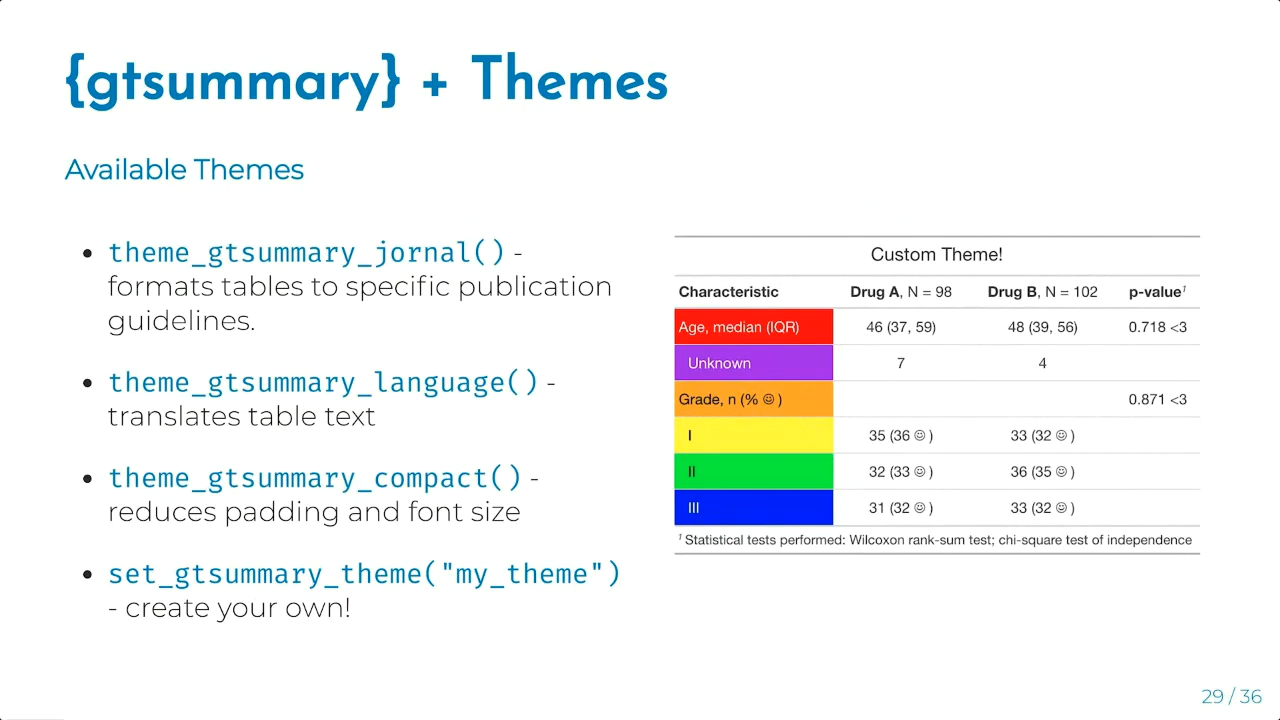 {gtsummary} + Themes
Available Themes
• theme_gtsummary_jornal() -
formats tables to specific publication
guidelines.
• theme_gtsummary_language() -
translates table text
• theme_gtsummary_compact() -
reduces padding and font size
• set_gtsummary_theme("my_theme")
- create your own!
Custom Theme!
Characteristic Drug A, N = 98 Drug B, N = 102 p-value¹
Age, median (IQR) 46 (37, 59) 48 (39, 56) 0.718 <3
Unknown 7 4
Grade, n (% ☺ ) 0.871 <3
I 35 (36 ☺ ) 33 (32 ☺ )
II 32 (33 ☺ ) 36 (35 ☺ )
III 31 (32 ☺ ) 33 (32 ☺ )
¹ Statistical tests performed: Wilcoxon rank-sum test; chi-square test of independence
29 / 36